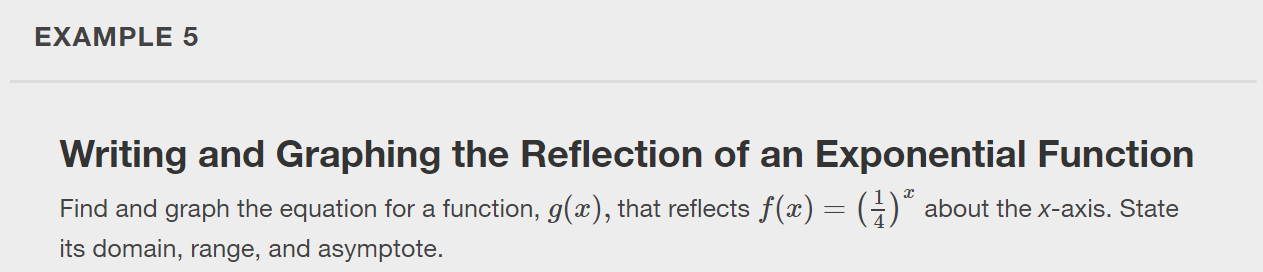 EXAMPLE 5
Writing and Graphing the Reflection of an Exponential Function
Find and graph the equation for a function, g(x), that reflects f(x) = (1/4)^x about the x-axis. State
its domain, range, and asymptote.